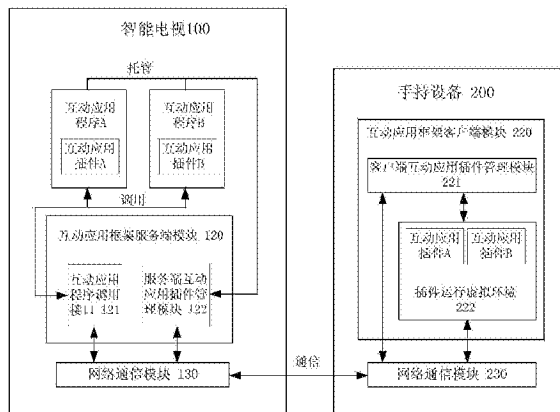 智能电视100
托管
互动应用
程序A
互动应用
插件A
互动应用
程序B
互动应用
插件B
调用
互动应用框架服务端模块 120
互动应用
程序调用
接口 121
服务端互动
应用插件管
理模块 122
网络通信模块 130
通信
手持设备 200
互动应用框架客户端模块 220
客户端互动应用插件管理模块
221
互动应用
插件A
互动应用
插件B
插件运行虚拟环境
222
网络通信模块 230